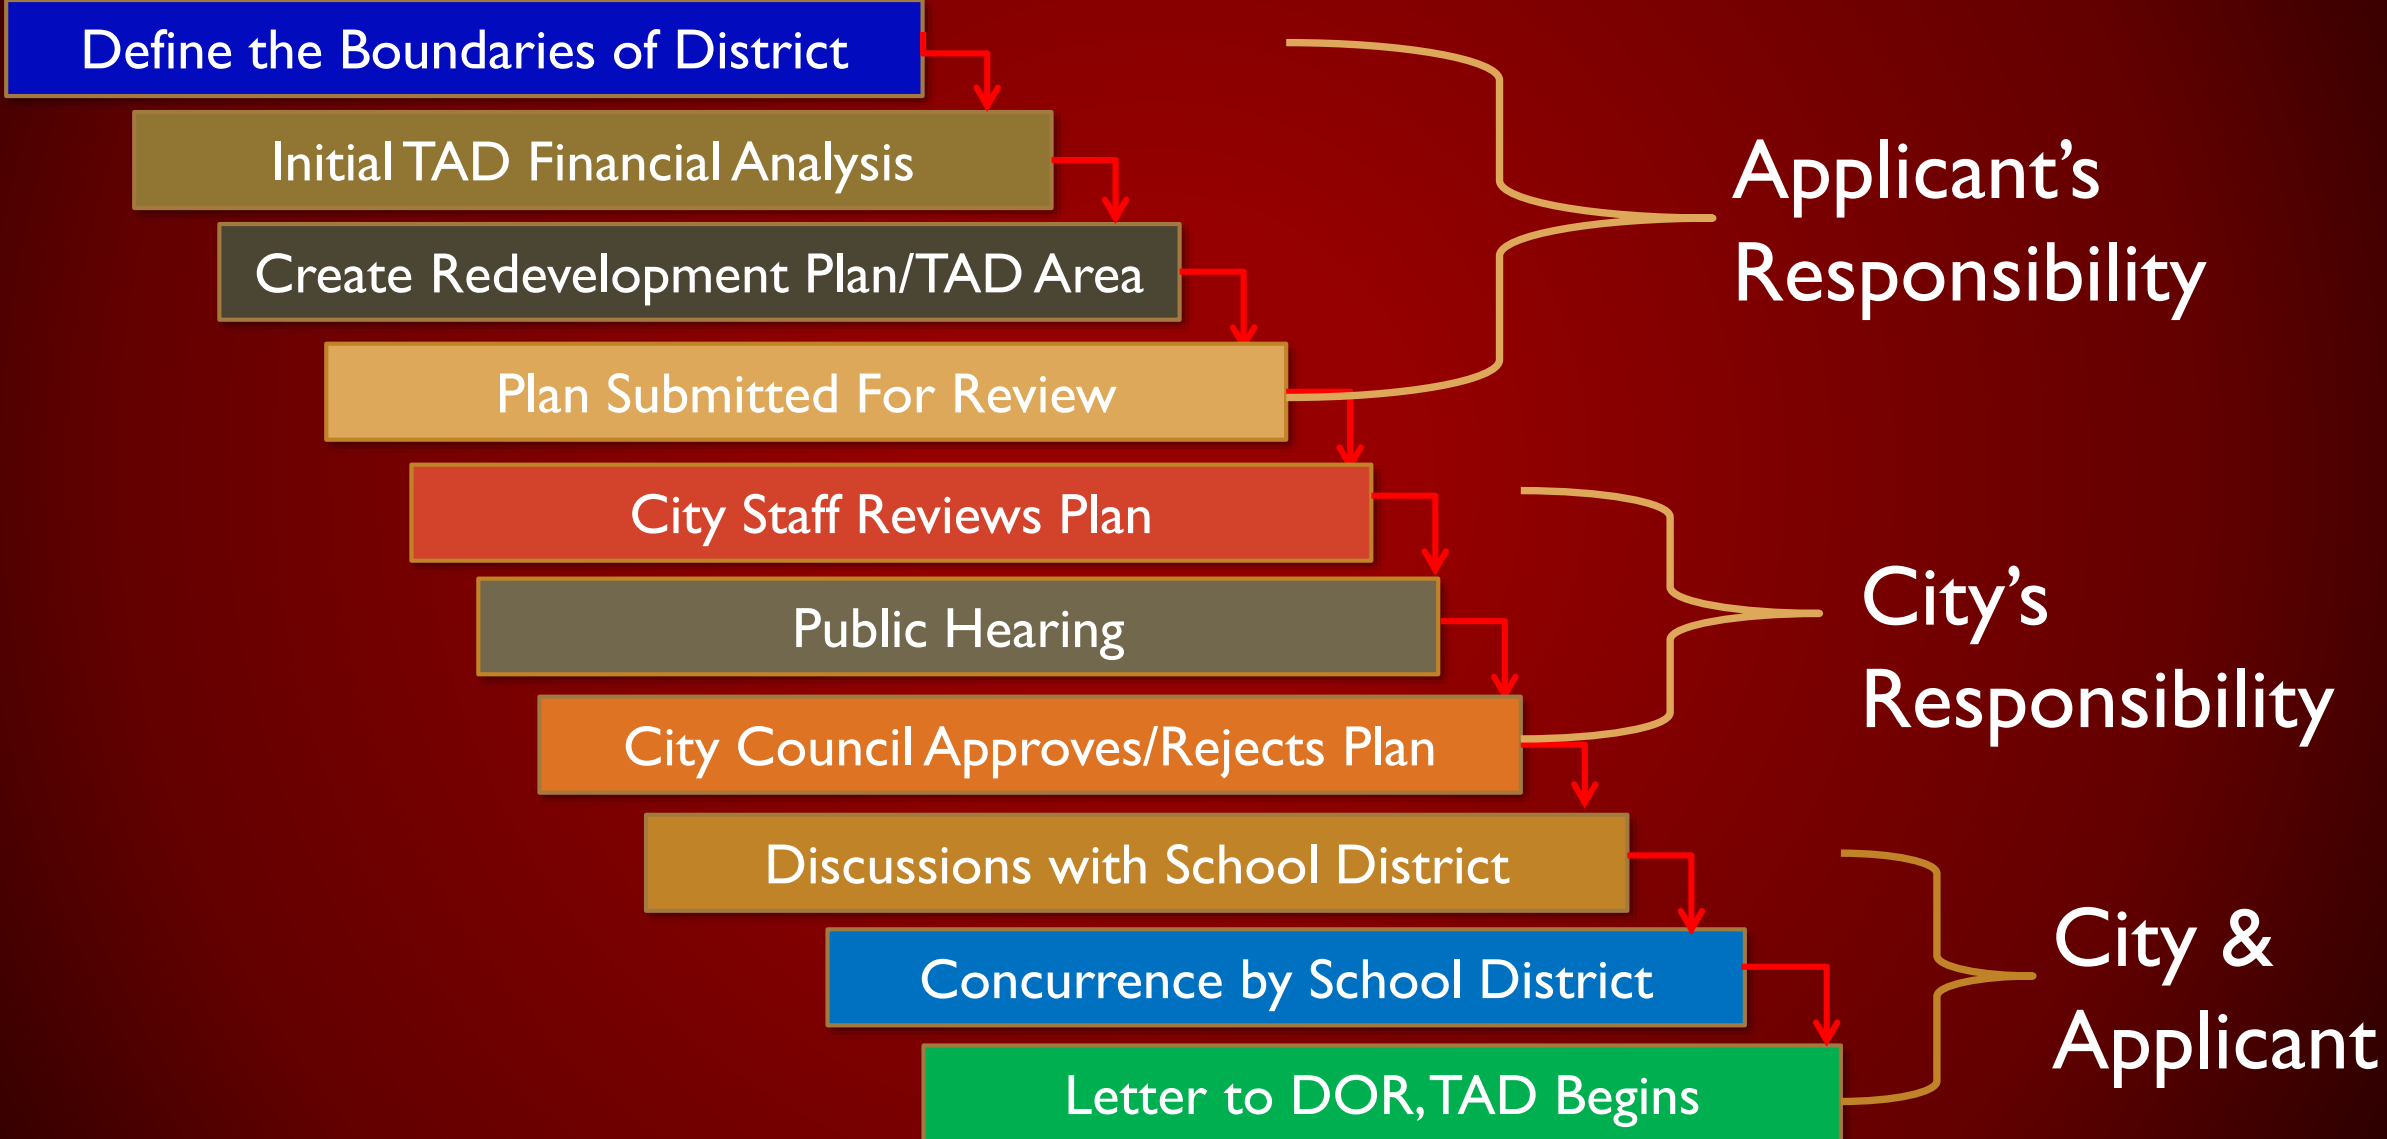 Define the Boundaries of District
Initial TAD Financial Analysis
Create Redevelopment Plan/TAD Area
Plan Submitted For Review
Applicant’s
Responsibility
City Staff Reviews Plan
Public Hearing
City Council Approves/Rejects Plan
City’s
Responsibility
Discussions with School District
Concurrence by School District
Letter to DOR, TAD Begins
City &
Applicant